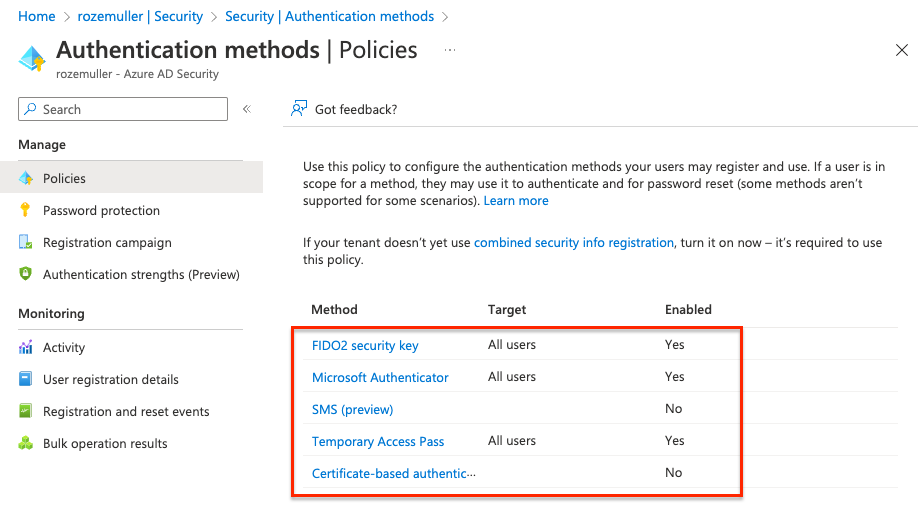 Home > rozemuller | Security > Security | Authentication methods >
Authentication methods | Policies ...
rozemuller - Azure AD Security
Search
Got feedback?
Manage
Policies
Password protection
Registration campaign
Authentication strengths (Preview)
Monitoring
Activity
User registration details
Registration and reset events
Bulk operation results
Use this policy to configure the authentication methods your users may register and use. If a user is in
scope for a method, they may use it to authenticate and for password reset (some methods aren't
supported for some scenarios). Learn more
If your tenant doesn't yet use combined security info registration, turn it on now – it's required to use
this policy.
Method Target Enabled
FIDO2 security key All users Yes
Microsoft Authenticator All users Yes
SMS (preview) No
Temporary Access Pass All users Yes
Certificate-based authentic... No